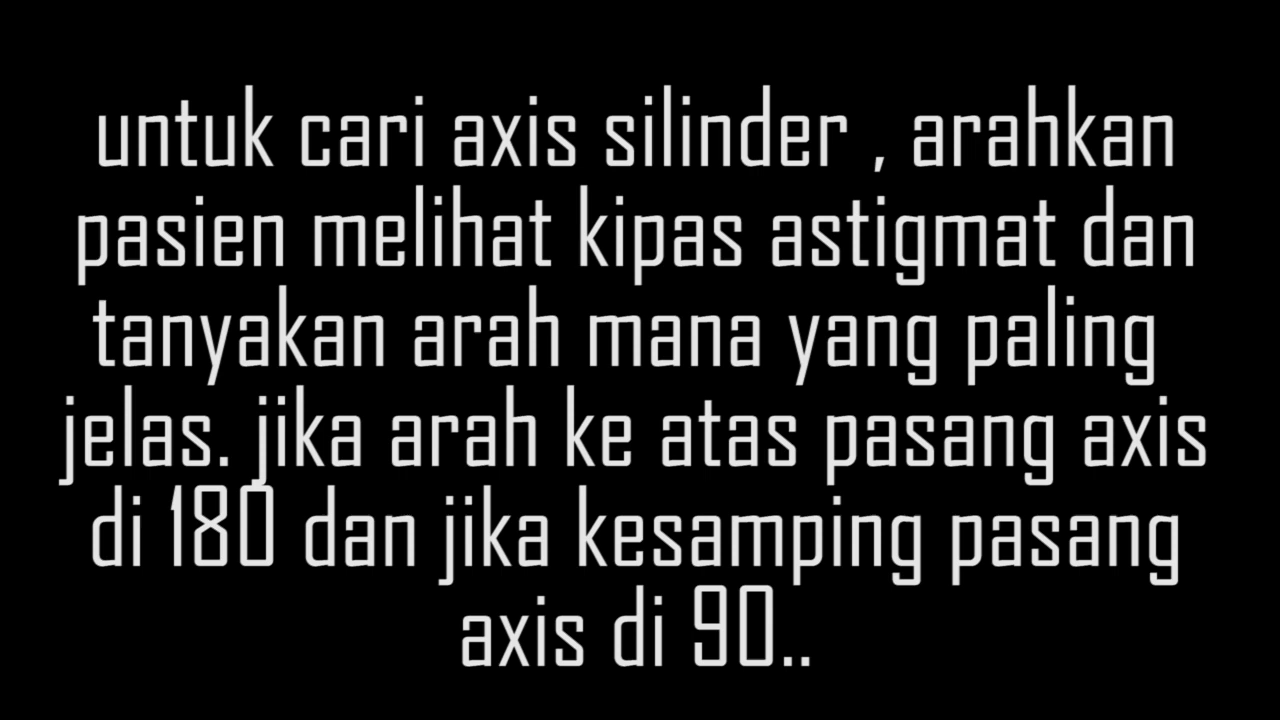 untuk cari axis silinder , arahkan
pasien melihat kipas astigmat dan
tanyakan arah mana yang paling
jelas. jika arah ke atas pasang axis
di 180 dan jika kesamping pasang
axis di 90..